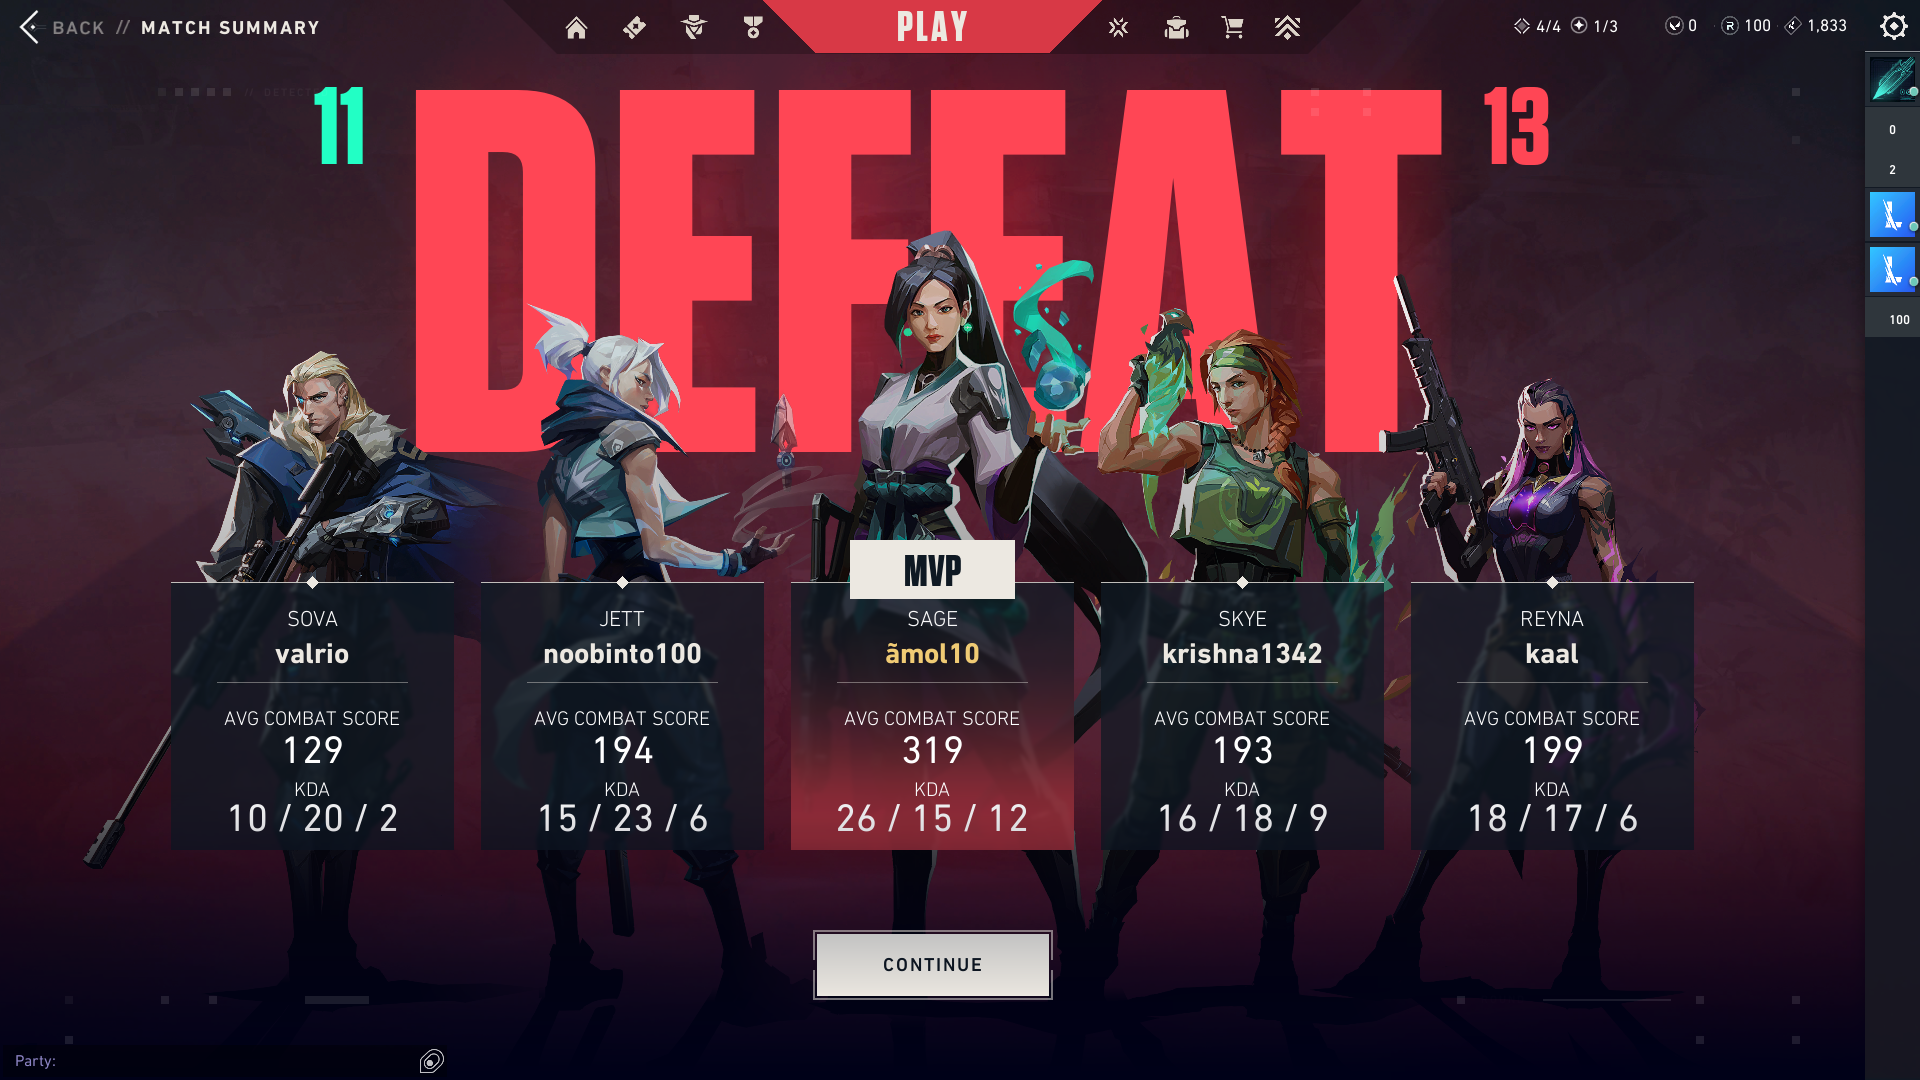 BACK // MATCH SUMMARY
PLAY
4/4 1/3 0 R 100 1,833
11 DEFEAT 13
0
2
100
MVP
SOVA
valrio
AVG COMBAT SCORE
129
KDA
10 / 20 / 2
JETT
noobinto100
AVG COMBAT SCORE
194
KDA
15 / 23 / 6
SAGE
ãmol10
AVG COMBAT SCORE
319
KDA
26 / 15 / 12
SKYE
krishna1342
AVG COMBAT SCORE
193
KDA
16 / 18 / 9
REYNA
kaal
AVG COMBAT SCORE
199
KDA
18 / 17 / 6
CONTINUE
Party: